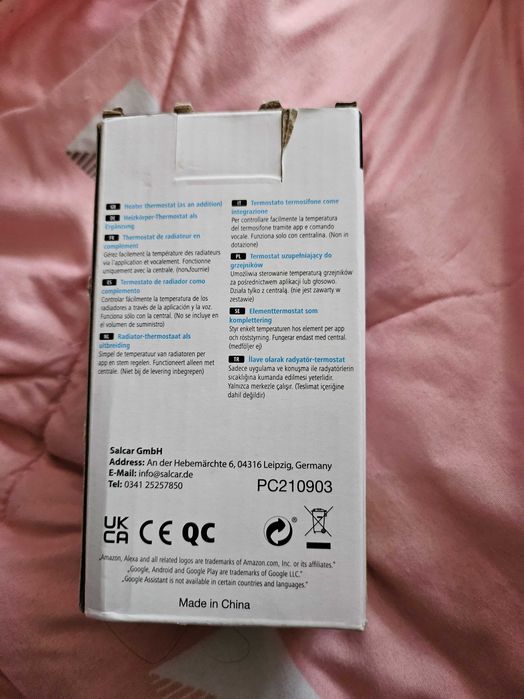 GB Heater thermostat (as an addition)
DE Heizkörper-Thermostat als
Ergänzung
FR Thermostat de radiateur en
complément
Gérez facilement la température des radiateurs
via l'application et vocalement. Fonctionne
uniquement avec la centrale. (non fournie)
ES Termostato de radiador como
complemento
Controlar fácilmente la temperatura de los
radiadores a través de la aplicación y la voz.
Funciona sólo con la central. (No se incluye en
el volumen de suministro)
NL Radiator-thermostaat als
uitbreiding
Simpel de temperatuur van radiatoren per
app en stem regelen. Functioneert alleen met
centrale. (Niet bij de levering inbegrepen)
IT Termostato termosifone come
integrazione
Per controllare facilmente la temperatura
del termosifone tramite app e comando
vocale. Funziona solo con centralina. (Non in
dotazione)
PL Termostat uzupełniający do
grzejników
Umożliwia sterowanie temperaturą grzejników
za pośrednictwem aplikacji lub głosowo.
Działa tylko z centralą. (nie jest zawarty w
zestawie)
SE Elementtermostat som
komplettering
Styr enkelt temperaturen hos element per app
och röststyrning. Fungerar endast med central.
(medföljer ej)
TR İlave olarak radyatör-termostat
Sadece uygulama ve konuşma ile radyatörlerin
sıcaklığına kumanda edilmesi yeterlidir.
Yalnızca merkezle çalışır. (Teslimat içeriğine
dahil değildir)
Salcar GmbH
Address: An der Hebemärchte 6, 04316 Leipzig, Germany
E-Mail: info@salcar.de
Tel: 0341 25257850
PC210903
UK
CA CE QC
®
„Amazon, Alexa and all related logos are trademarks of Amazon.com, Inc. or its affiliates."
„Google, Android and Google Play are trademarks of Google LLC."
„Google Assistant is not available in certain countries and languages."
Made in China